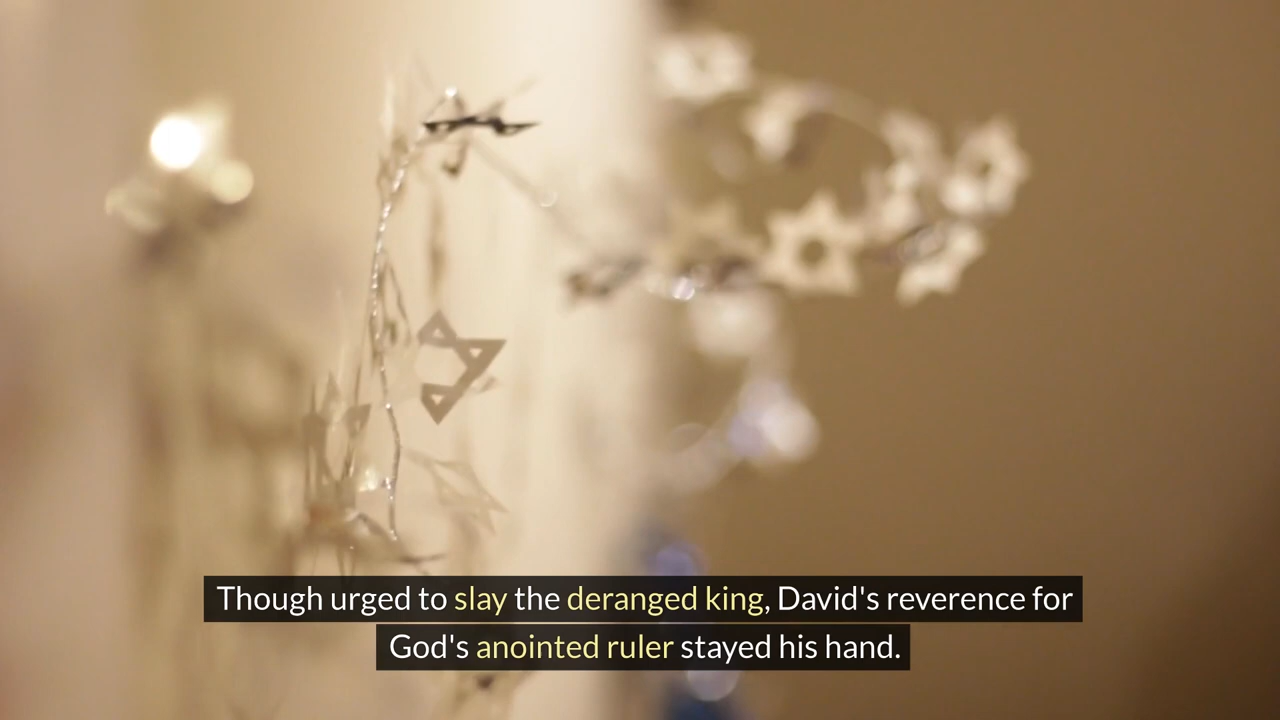 Though urged to slay the deranged king, David's reverence for
God's anointed ruler stayed his hand.